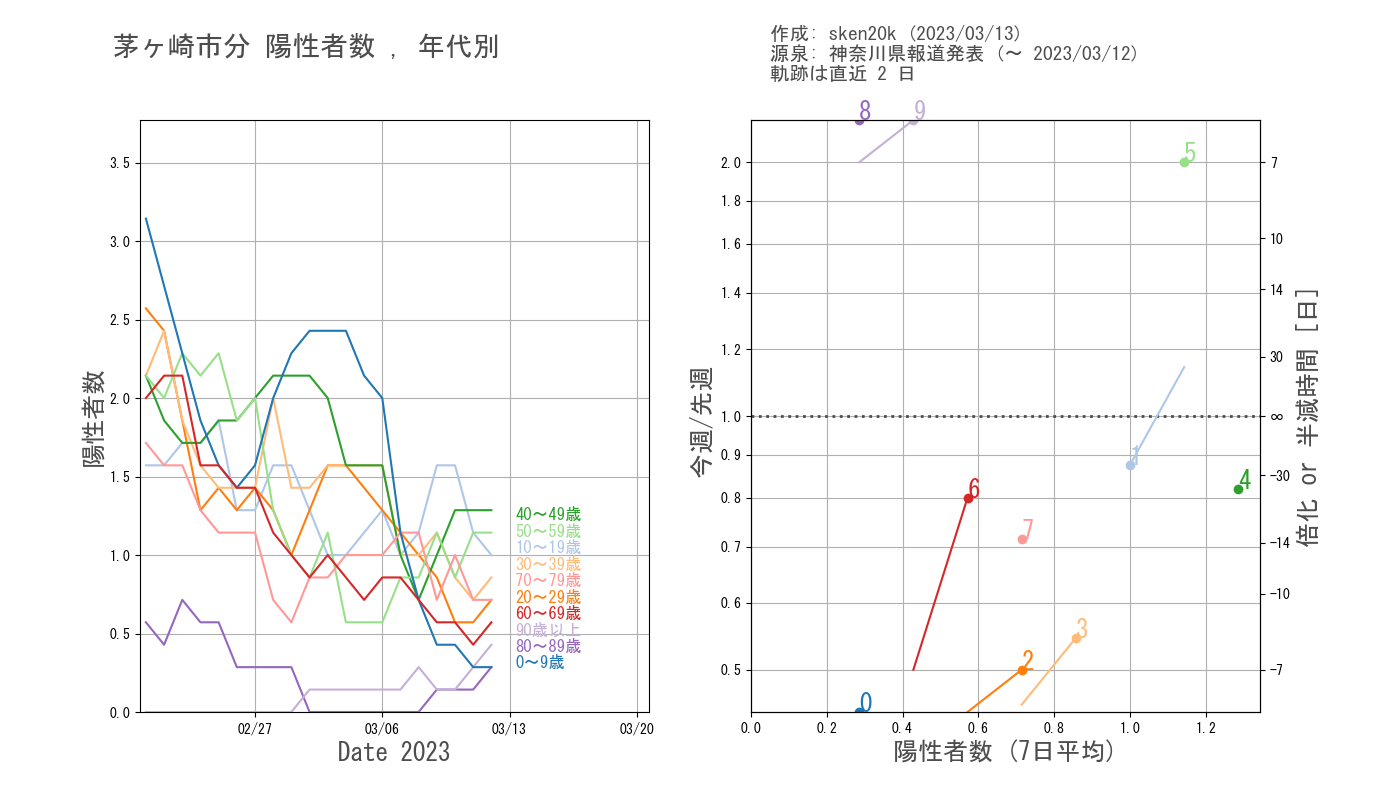 茅ヶ崎市分 陽性者数 , 年代別
作成: sken20k (2023/03/13)
源泉: 神奈川県報道発表 (〜 2023/03/12)
軌跡は直近 2 日
陽性者数
3.5
3.0
2.5
2.0
1.5
1.0
0.5
0.0
40〜49歳
50〜59歳
10〜19歳
30〜39歳
70〜79歳
20〜29歳
60〜69歳
90歳以上
80〜89歳
0〜9歳
02/27
03/06
03/13
03/20
Date 2023
今週/先週
2.0
1.8
1.6
1.4
1.2
1.0
0.9
0.8
0.7
0.6
0.5
8
9
5
1
4
6
7
3
2
0
0.0
0.2
0.4
0.6
0.8
1.0
1.2
陽性者数 (7日平均)
7
10
14
30
∞
-30
-14
-10
-7
倍化 or 半減時間 [日]